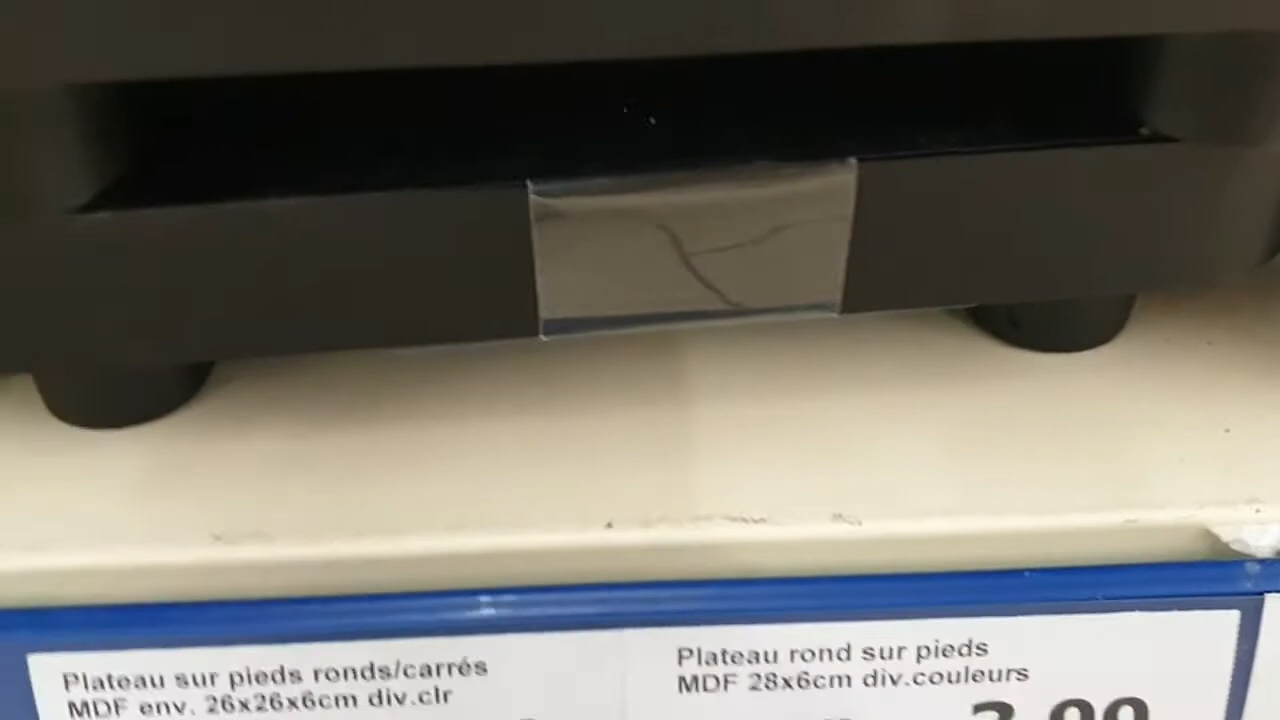 Plateau sur pieds ronds/carrés
MDF env. 26x26x6cm div.clr
Plateau rond sur pieds
MDF 28x6cm div.couleurs